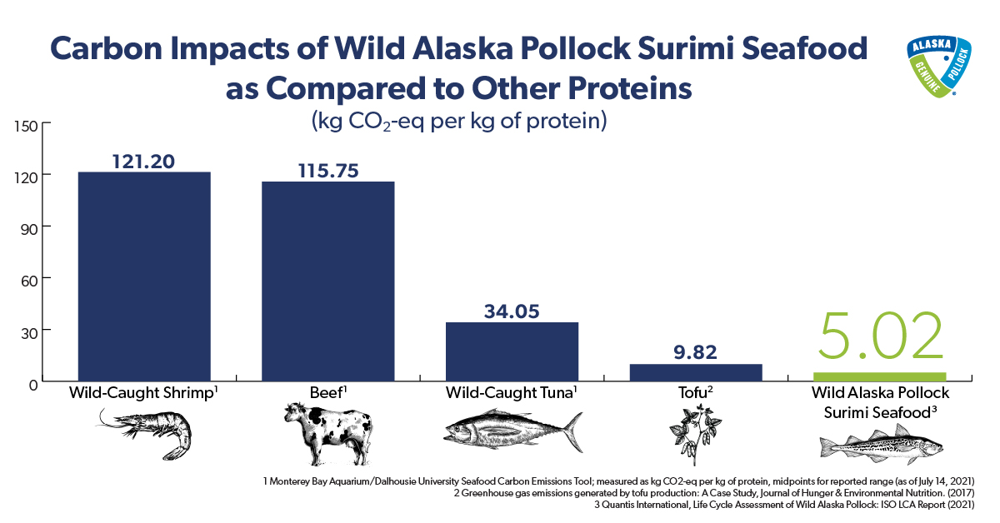 Carbon Impacts of Wild Alaska Pollock Surimi Seafood
as Compared to Other Proteins
(kg CO₂-eq per kg of protein)
ALASKA
POLLOCK
GENUINE
150
120
90
60
30
0
121.20
115.75
34.05
9.82
5.02
Wild-Caught Shrimp¹
Beef¹
Wild-Caught Tuna¹
Tofu²
Wild Alaska Pollock
Surimi Seafood³
1 Monterey Bay Aquarium/Dalhousie University Seafood Carbon Emissions Tool; measured as kg CO2-eq per kg of protein, midpoints for reported range (as of July 14, 2021)
2 Greenhouse gas emissions generated by tofu production: A Case Study, Journal of Hunger & Environmental Nutrition. (2017)
3 Quantis International, Life Cycle Assessment of Wild Alaska Pollock: ISO LCA Report (2021)